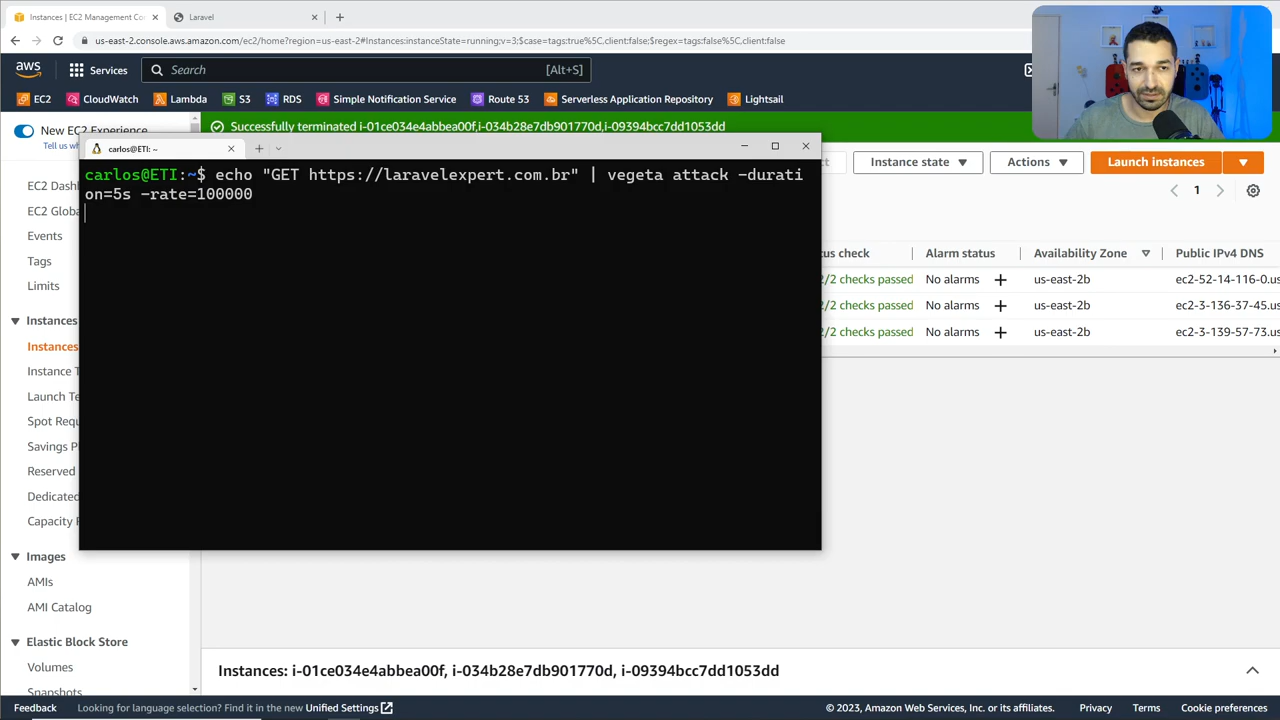 Instances | EC2 Management Co
Laravel
us-east-2.console.aws.amazon.com/ec2/home?region=us-east-2#Instances:instanceState=running;v=3;$case=tags:true%5C,client:false;$regex=tags:false%5C,client:false
aws
Services
Search
[Alt+S]
EC2
CloudWatch
Lambda
S3
RDS
Simple Notification Service
Route 53
Serverless Application Repository
Lightsail
New EC2 Experience
Tell us wh
Successfully terminated i-01ce034e4abbea00f,i-034b28e7db901770d,i-09394bcc7dd1053dd
Instance state
Actions
Launch instances
1
carlos@ETI: ~
carlos@ETI:~$ echo "GET https://laravelexpert.com.br" | vegeta attack -durati
on=5s -rate=100000
EC2 Dash
EC2 Globa
Events
Tags
Limits
Instances
Instances
Instance T
Launch Te
Spot Requ
Savings P
Reserved
Dedicated
Capacity R
Images
AMIs
AMI Catalog
Elastic Block Store
Volumes
Snapshots
tus check
Alarm status
Availability Zone
Public IPv4 DNS
2/2 checks passed
No alarms
us-east-2b
ec2-52-14-116-0.us
2/2 checks passed
No alarms
us-east-2b
ec2-3-136-37-45.us
2/2 checks passed
No alarms
us-east-2b
ec2-3-139-57-73.us
Instances: i-01ce034e4abbea00f, i-034b28e7db901770d, i-09394bcc7dd1053dd
Feedback
Looking for language selection? Find it in the new Unified Settings
© 2023, Amazon Web Services, Inc. or its affiliates.
Privacy
Terms
Cookie preferences